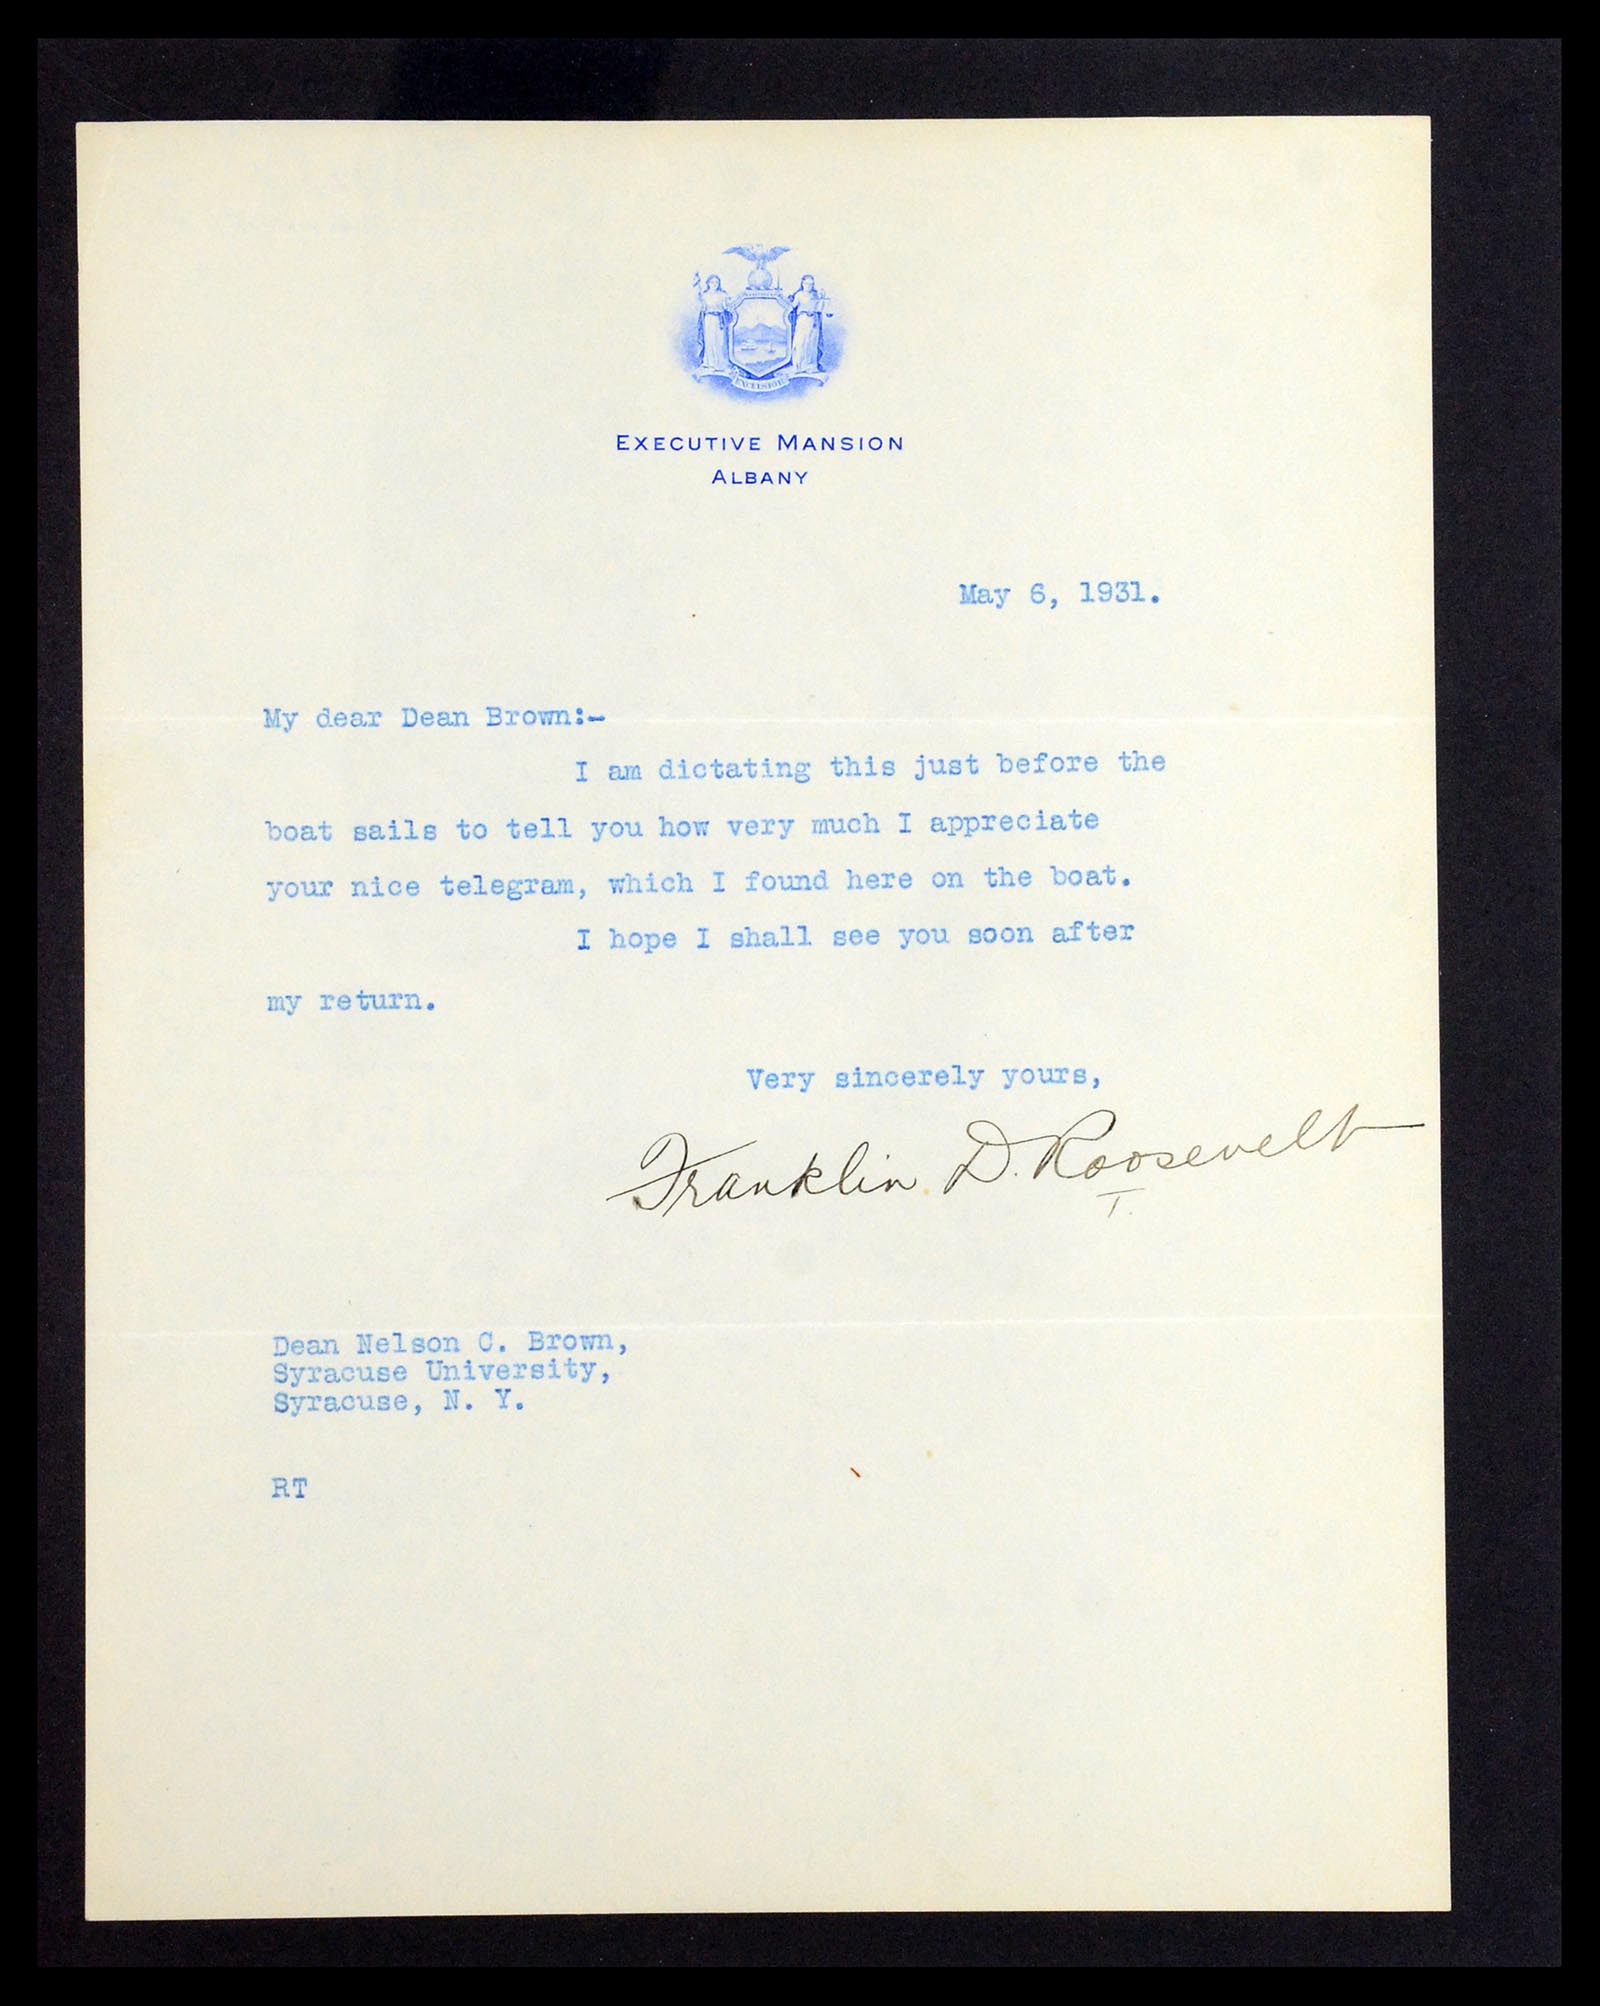 EXCELSIOR
EXECUTIVE MANSION
ALBANY
May 6, 1931.
My dear Dean Brown:-
I am dictating this just before the
boat sails to tell you how very much I appreciate
your nice telegram, which I found here on the boat.
I hope I shall see you soon after
my return.
Very sincerely yours,
Franklin D. Roosevelt
T.
Dean Nelson C. Brown,
Syracuse University,
Syracuse, N. Y.
RT